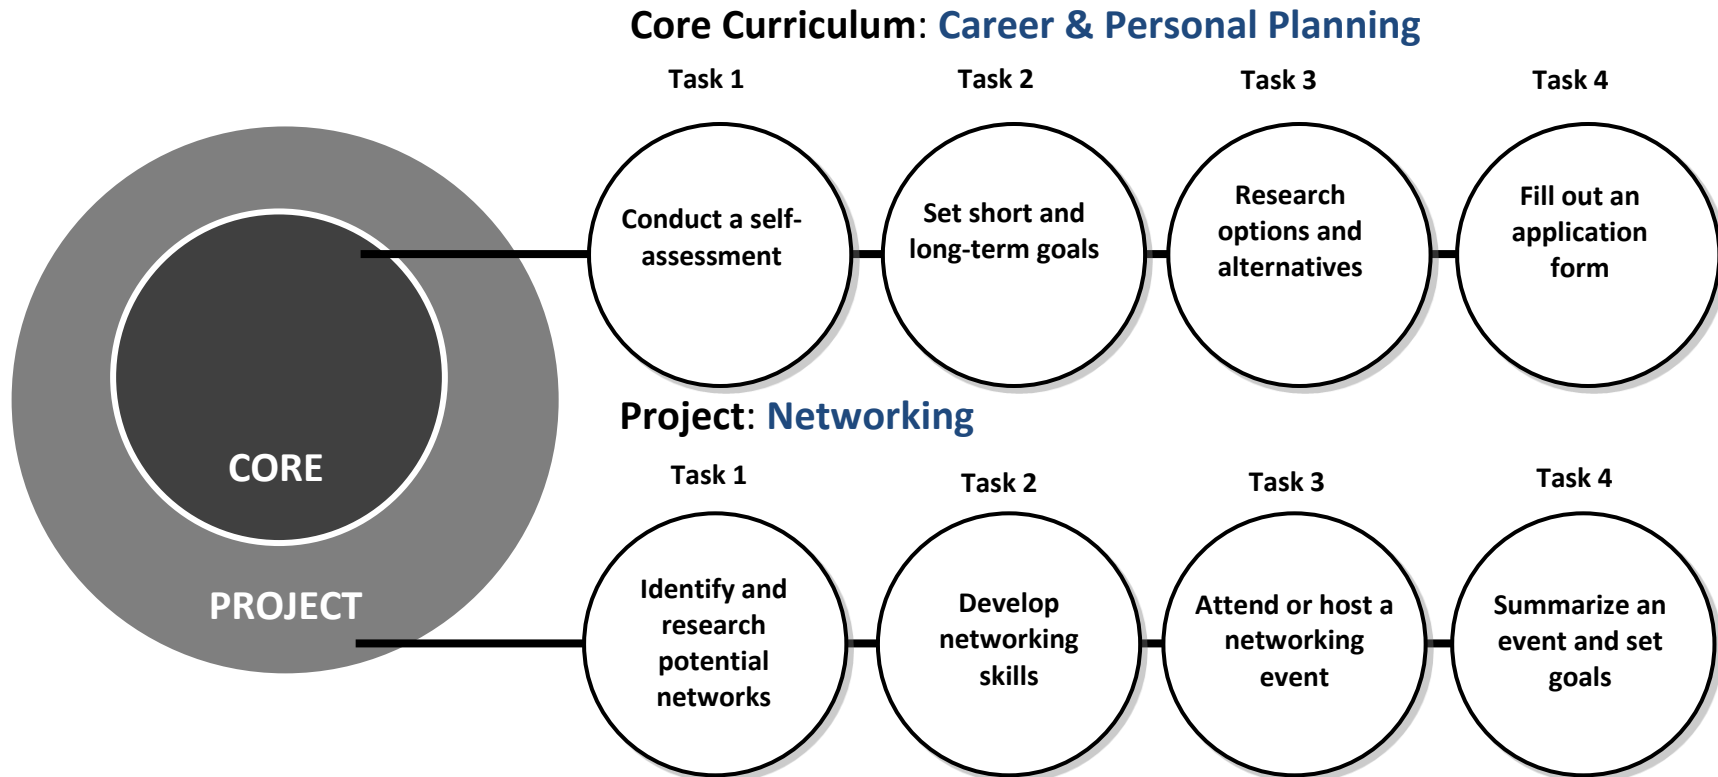 Core Curriculum: Career & Personal Planning
Task 1
Task 2
Task 3
Task 4
Conduct a self-
assessment
Set short and
long-term goals
Research
options and
alternatives
Fill out an
application
form
CORE
PROJECT
Project: Networking
Task 1
Task 2
Task 3
Task 4
Identify and
research
potential
networks
Develop
networking
skills
Attend or host a
networking
event
Summarize an
event and set
goals